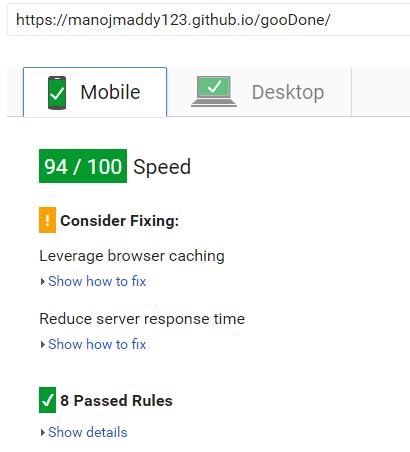 https://manojmaddy123.github.io/gooDone/
Mobile
Desktop
94 / 100 Speed
! Consider Fixing:
Leverage browser caching
Show how to fix
Reduce server response time
Show how to fix
8 Passed Rules
Show details